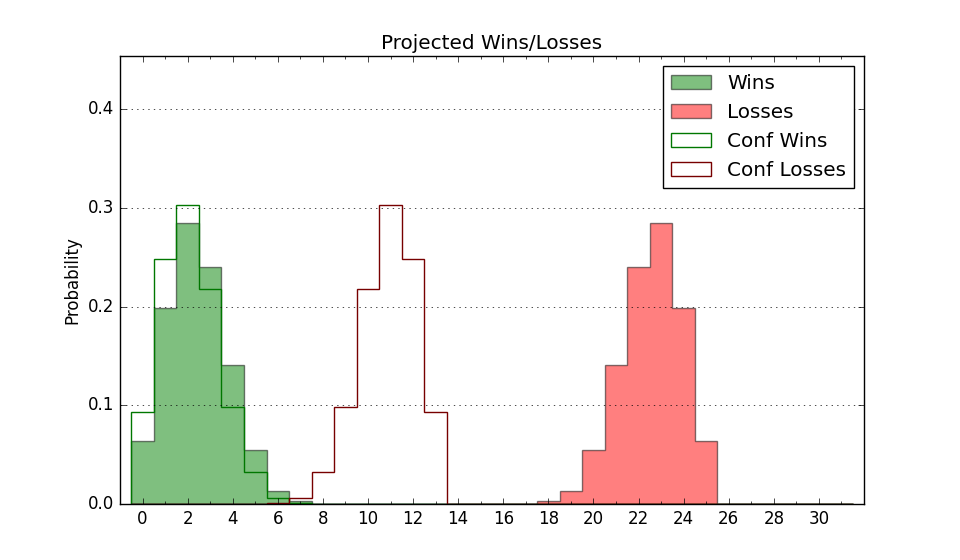 Projected Wins/Losses
Wins
Losses
Conf Wins
Conf Losses
Probability
0.4
0.3
0.2
0.1
0.0
0 2 4 6 8 10 12 14 16 18 20 22 24 26 28 30